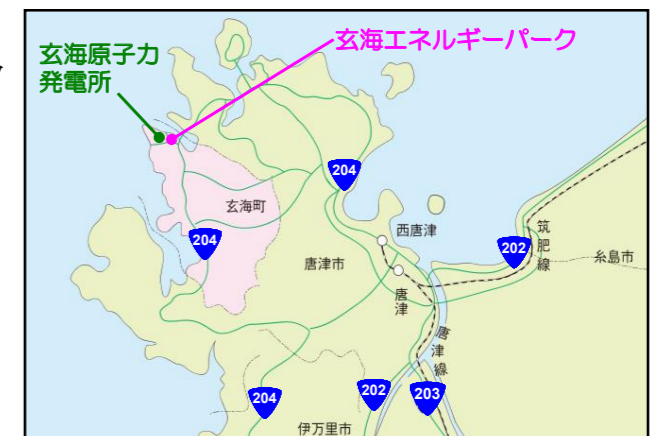 玄海エネルギーパーク
玄海原子力
発電所
204
玄海町
西唐津
204
202
筑肥線
糸島市
唐津市
唐津
唐津線
204
202
203
伊万里市